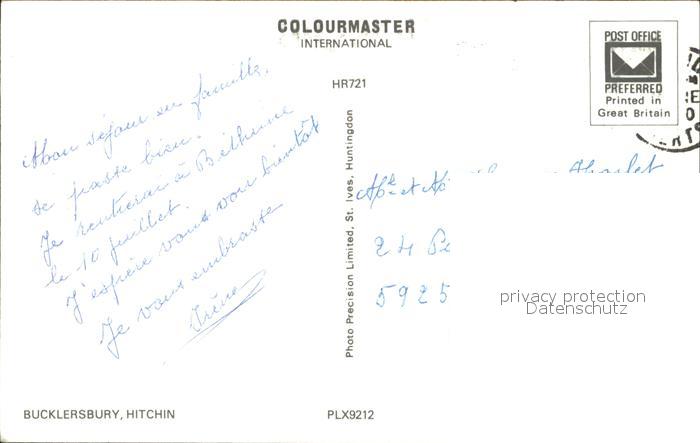 COLOURMASTER
INTERNATIONAL
HR721
POST OFFICE
PREFERRED
Printed in
Great Britain
Mon séjour en famille
se passe bien.
Je rentrerai à Béthune
le 10 juillet.
J'espère vous voir bientôt
Je vous embrasse
Irène
Photo Precision Limited, St. Ives, Huntingdon
24
5925
privacy protection
Datenschutz
BUCKLERSBURY, HITCHIN
PLX9212